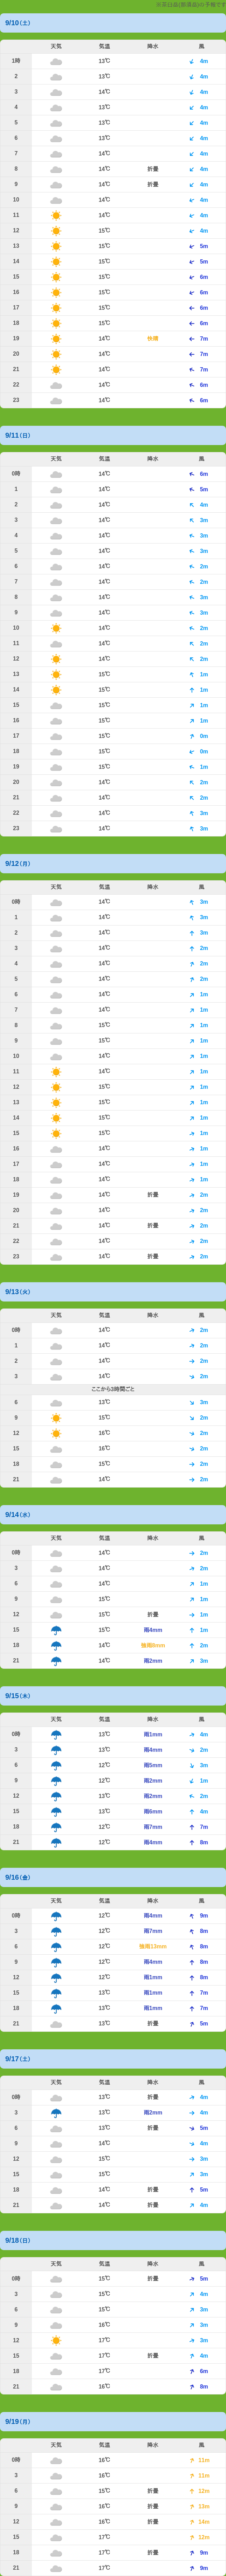 9/10(土)
天気 気温 降水 風
1時 13℃ 4m
2 13℃ 4m
3 14℃ 4m
4 13℃ 4m
5 13℃ 4m
6 14℃ 4m
7 14℃ 4m
8 14℃ 折畳 4m
9 14℃ 折畳 4m
10 14℃ 4m
11 14℃ 4m
12 15℃ 4m
13 15℃ 5m
14 15℃ 5m
15 15℃ 6m
16 15℃ 6m
17 15℃ 6m
18 15℃ 6m
19 14℃ 7m
20 14℃ 7m
21 14℃ 7m
22 14℃ 6m
23 14℃ 6m
9/11(日)
天気 気温 降水 風
0時 14℃ 6m
1 14℃ 5m
2 14℃ 4m
3 14℃ 3m
4 14℃ 3m
5 14℃ 3m
6 14℃ 2m
7 14℃ 2m
8 14℃ 3m
9 14℃ 3m
10 14℃ 2m
11 14℃ 2m
12 14℃ 2m
13 15℃ 1m
14 15℃ 1m
15 15℃ 1m
16 15℃ 1m
17 15℃ 0m
18 15℃ 0m
19 15℃ 1m
20 14℃ 2m
21 14℃ 2m
22 14℃ 3m
23 14℃ 3m
9/12(月)
天気 気温 降水 風
0時 14℃ 3m
1 14℃ 3m
2 14℃ 3m
3 14℃ 2m
4 14℃ 2m
5 14℃ 2m
6 14℃ 1m
7 14℃ 1m
8 15℃ 1m
9 15℃ 1m
10 14℃ 1m
11 14℃ 1m
12 15℃ 1m
13 15℃ 1m
14 15℃ 1m
15 15℃ 1m
16 14℃ 1m
17 14℃ 1m
18 14℃ 1m
19 14℃ 折畳 2m
20 14℃ 2m
21 14℃ 折畳 2m
22 14℃ 2m
23 14℃ 折畳 2m
9/13(火)
天気 気温 降水 風
0時 14℃ 2m
1 14℃ 2m
2 14℃ 2m
3 14℃ 2m
ここから3時間ごと
6 13℃ 3m
9 15℃ 2m
12 16℃ 2m
15 16℃ 2m
18 15℃ 2m
21 14℃ 2m
9/14(水)
天気 気温 降水 風
0時 14℃ 2m
3 14℃ 2m
6 14℃ 1m
9 15℃ 1m
12 15℃ 折畳 1m
15 15℃ 雨4mm 1m
18 14℃ 強雨8mm 2m
21 14℃ 雨2mm 3m
9/15(木)
天気 気温 降水 風
0時 13℃ 雨1mm 4m
3 13℃ 雨4mm 2m
6 12℃ 雨5mm 3m
9 12℃ 雨2mm 1m
12 13℃ 雨2mm 2m
15 13℃ 雨6mm 4m
18 12℃ 雨7mm 7m
21 12℃ 雨4mm 8m
9/16(金)
天気 気温 降水 風
0時 12℃ 雨4mm 9m
3 12℃ 雨7mm 8m
6 12℃ 強雨13mm 8m
9 12℃ 雨4mm 8m
12 12℃ 雨1mm 8m
15 13℃ 雨1mm 7m
18 13℃ 雨1mm 7m
21 13℃ 折畳 5m
9/17(土)
天気 気温 降水 風
0時 13℃ 折畳 4m
3 13℃ 雨2mm 4m
6 13℃ 折畳 5m
9 14℃ 4m
12 15℃ 3m
15 15℃ 3m
18 14℃ 折畳 5m
21 14℃ 折畳 4m
9/18(日)
天気 気温 降水 風
0時 15℃ 折畳 5m
3 15℃ 4m
6 15℃ 3m
9 16℃ 3m
12 17℃ 3m
15 17℃ 折畳 4m
18 17℃ 6m
21 16℃ 8m
9/19(月)
天気 気温 降水 風
0時 16℃ 11m
3 16℃ 11m
6 15℃ 折畳 12m
9 16℃ 折畳 13m
12 16℃ 折畳 14m
15 17℃ 12m
18 17℃ 折畳 9m
21 17℃ 9m